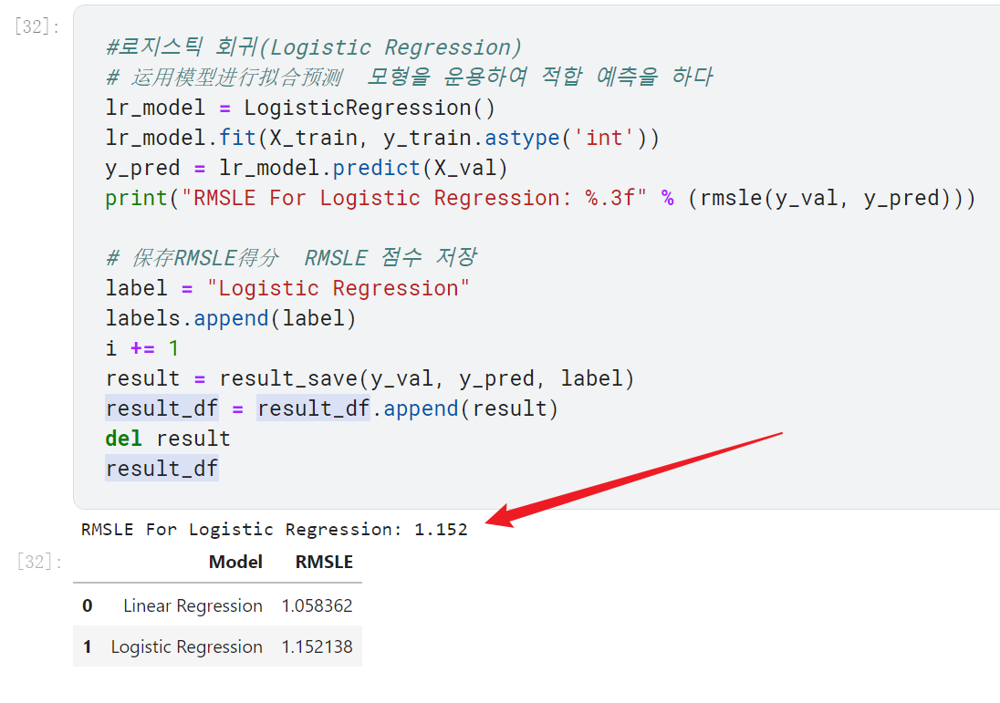 [32]:
#로지스틱 회귀(Logistic Regression)
# 运用模型进行拟合预测  모형을 운용하여 적합 예측을 하다
lr_model = LogisticRegression()
lr_model.fit(X_train, y_train.astype('int'))
y_pred = lr_model.predict(X_val)
print("RMSLE For Logistic Regression: %.3f" % (rmsle(y_val, y_pred)))
# 保存RMSLE得分  RMSLE 점수 저장
label = "Logistic Regression"
labels.append(label)
i += 1
result = result_save(y_val, y_pred, label)
result_df = result_df.append(result)
del result
result_df
RMSLE For Logistic Regression: 1.152
[32]:
Model RMSLE
0 Linear Regression 1.058362
1 Logistic Regression 1.152138